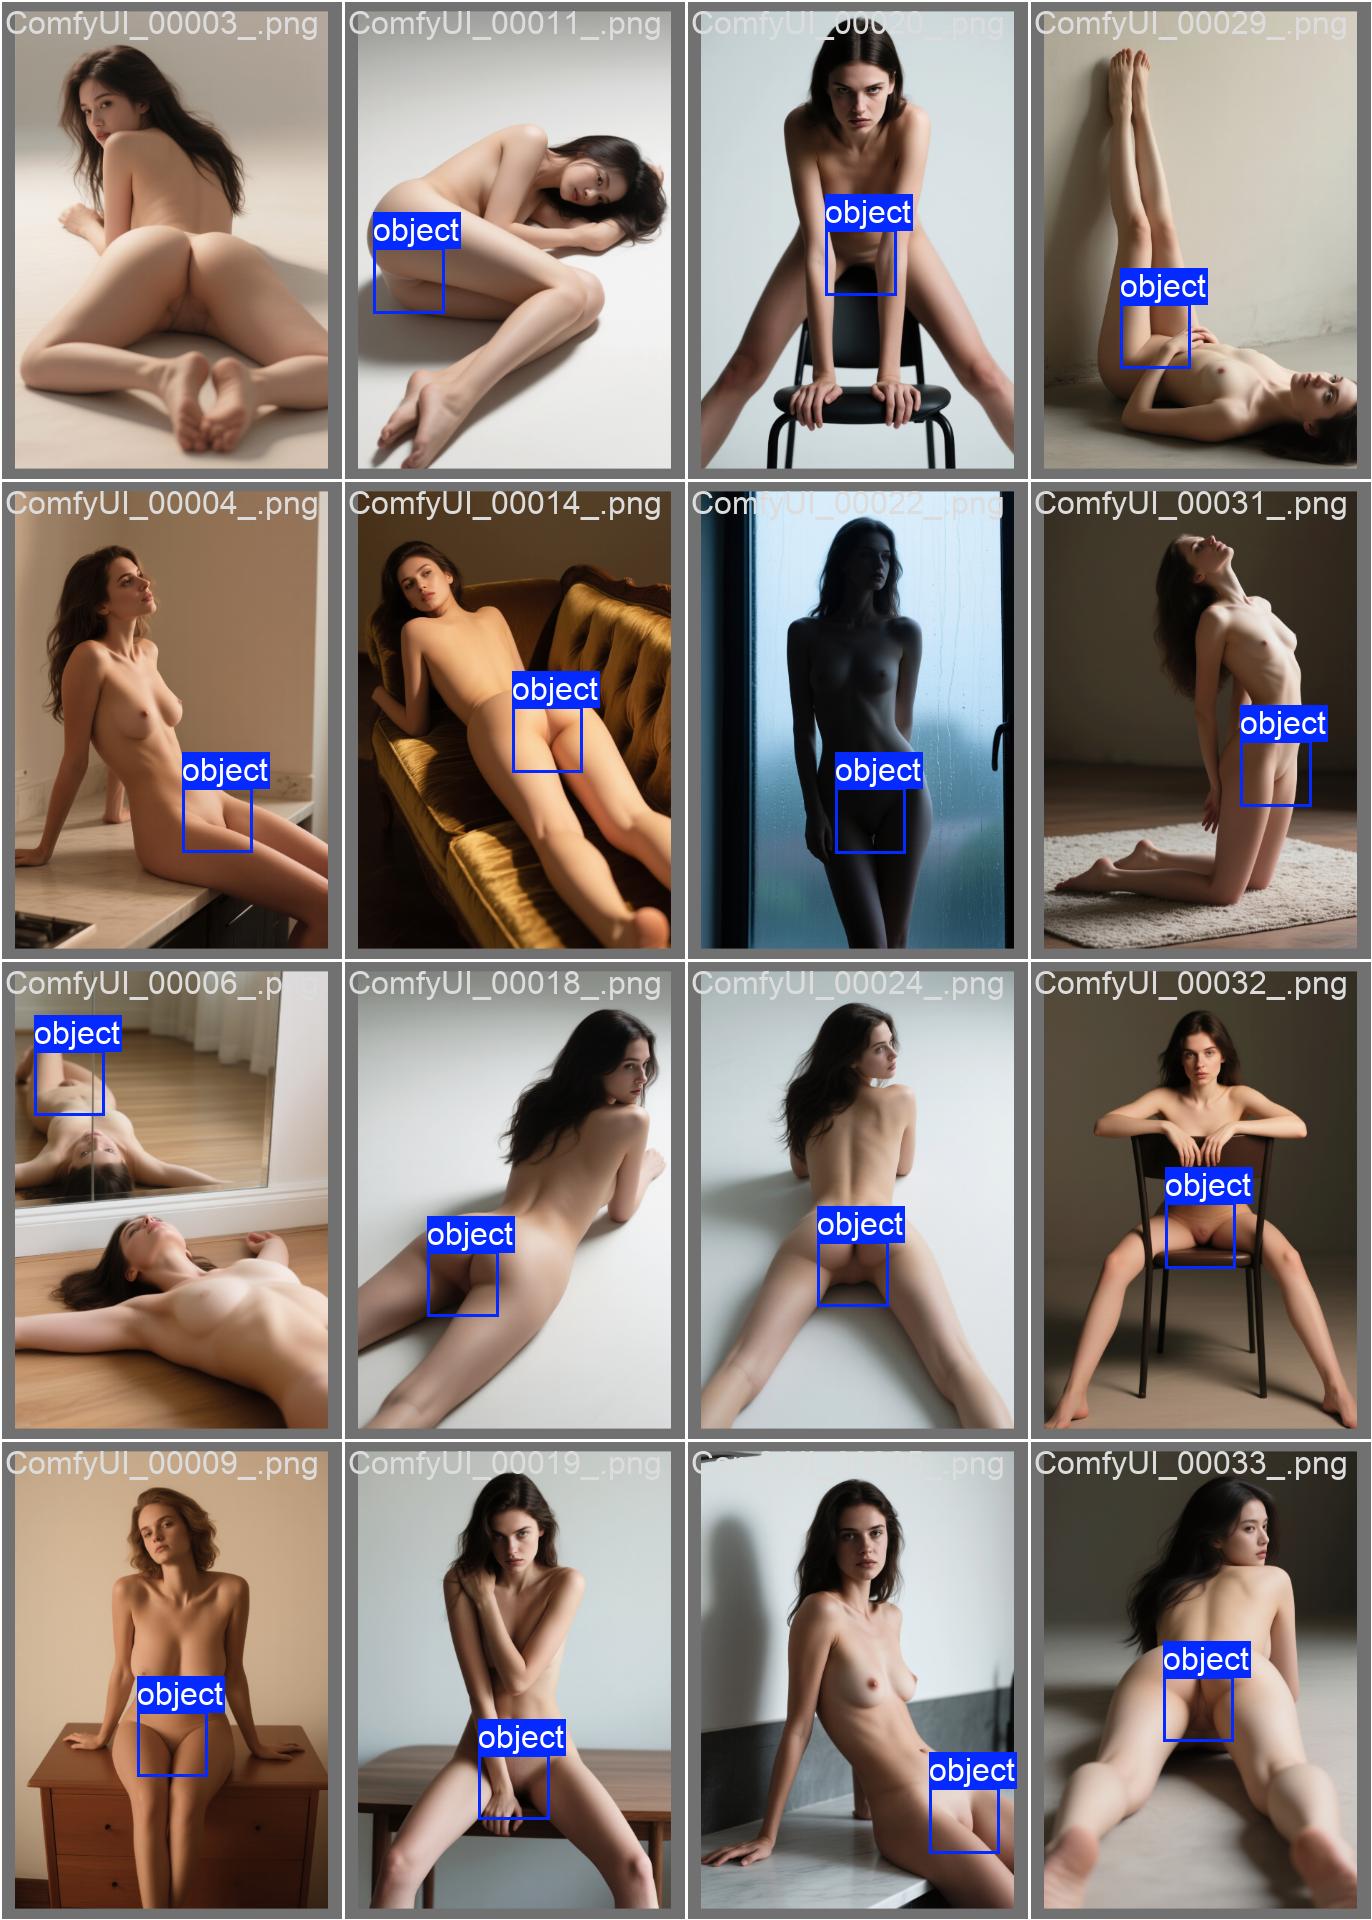 ComfyUI_00003_.png
ComfyUI_00011_.png
ComfyUI_00020_.png
ComfyUI_00029_.png
object
object
object
ComfyUI_00004_.png
ComfyUI_00014_.png
ComfyUI_00022_.png
ComfyUI_00031_.png
object
object
object
object
ComfyUI_00006_.png
ComfyUI_00018_.png
ComfyUI_00024_.png
ComfyUI_00032_.png
object
object
object
object
ComfyUI_00009_.png
ComfyUI_00019_.png
ComfyUI_00033_.png
object
object
object
object